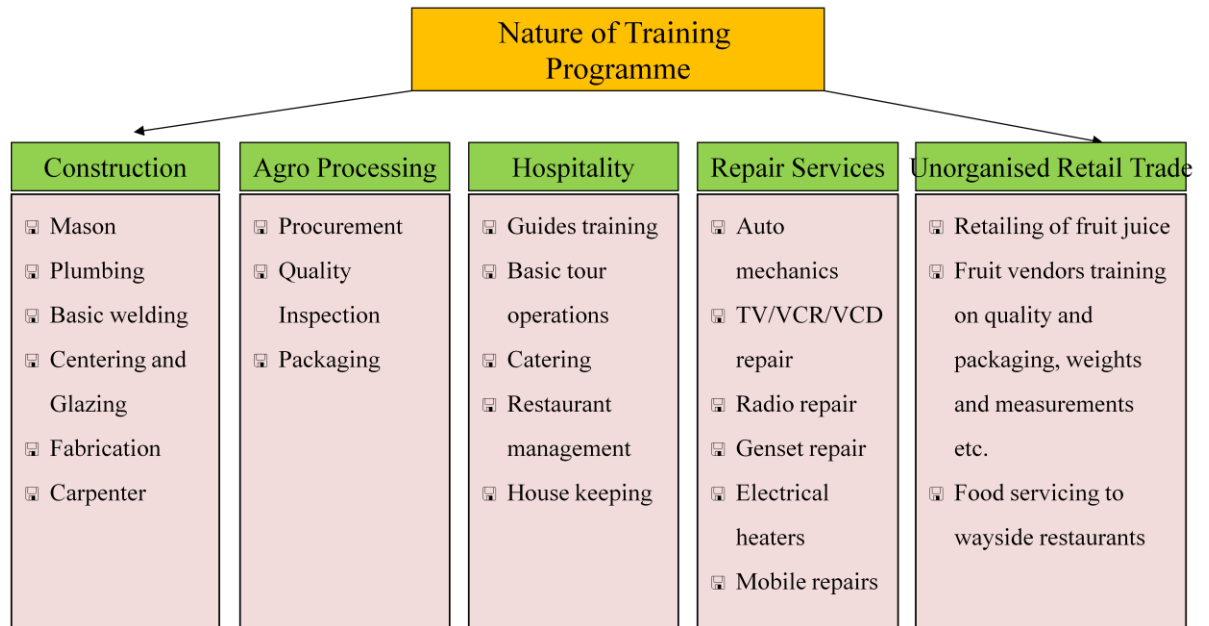 Nature of Training
Programme
Construction
Mason
Plumbing
Basic welding
Centering and
Glazing
Fabrication
Carpenter
Agro Processing
Procurement
Quality
Inspection
Packaging
Hospitality
Guides training
Basic tour
operations
Catering
Restaurant
management
House keeping
Repair Services
Auto
mechanics
TV/VCR/VCD
repair
Radio repair
Genset repair
Electrical
heaters
Mobile repairs
Unorganised Retail Trade
Retailing of fruit juice
Fruit vendors training
on quality and
packaging, weights
and measurements
etc.
Food servicing to
wayside restaurants